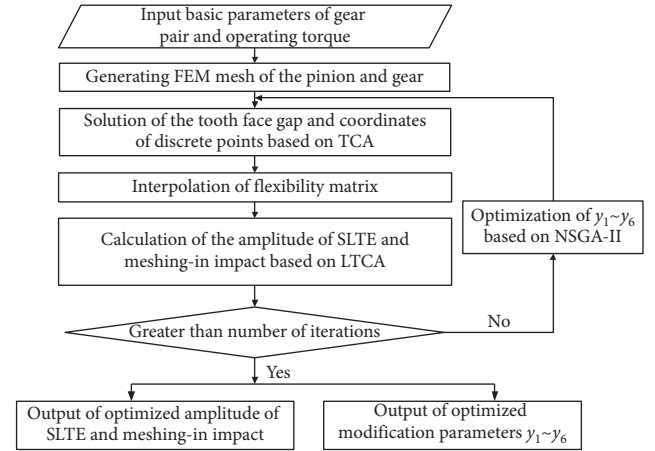 Input basic parameters of gear
pair and operating torque
Generating FEM mesh of the pinion and gear
Solution of the tooth face gap and coordinates
of discrete points based on TCA
Interpolation of flexibility matrix
Optimization of y1~y6
based on NSGA-II
Calculation of the amplitude of SLTE and
meshing-in impact based on LTCA
Greater than number of iterations
No
Yes
Output of optimized amplitude of
SLTE and meshing-in impact
Output of optimized
modification parameters y1~y6